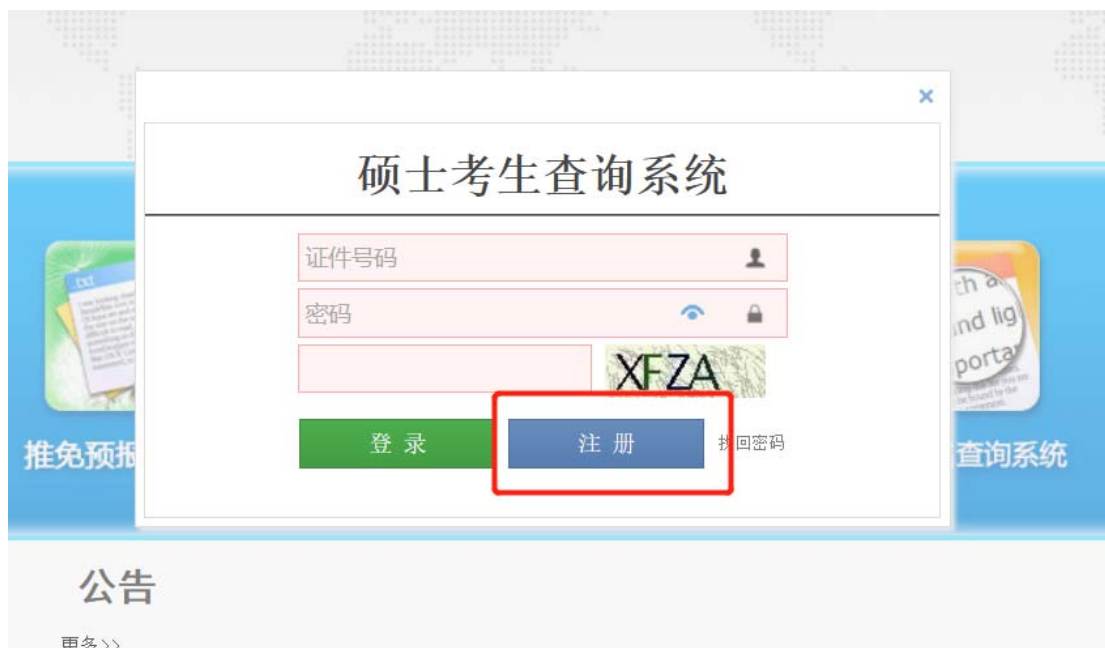 硕士考生查询系统
证件号码
密码
XFZA
登 录
注 册
找回密码
.txt
推免预报
查询系统
公告
更多>>